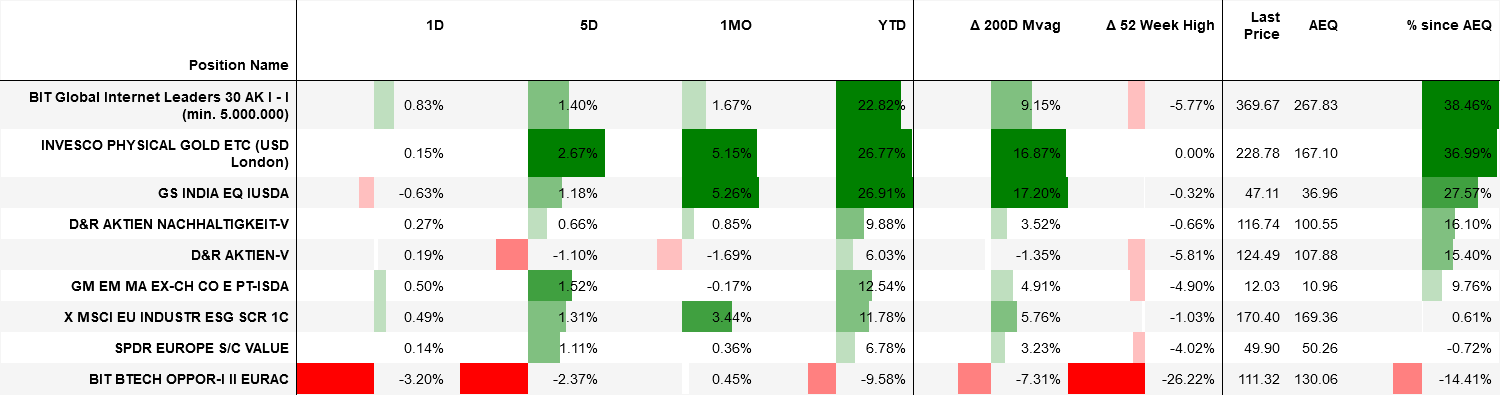 Position Name 1D 5D 1MO YTD Δ 200D Mvag Δ 52 Week High Last Price AEQ % since AEQ
BIT Global Internet Leaders 30 AK I - I (min. 5.000.000) 0.83% 1.40% 1.67% 22.82% 9.15% -5.77% 369.67 267.83 38.46%
INVESCO PHYSICAL GOLD ETC (USD London) 0.15% 2.67% 5.15% 26.77% 16.87% 0.00% 228.78 167.10 36.99%
GS INDIA EQ IUSDA -0.63% 1.18% 5.26% 26.91% 17.20% -0.32% 47.11 36.96 27.57%
D&R AKTIEN NACHHALTIGKEIT-V 0.27% 0.66% 0.85% 9.88% 3.52% -0.66% 116.74 100.55 16.10%
D&R AKTIEN-V 0.19% -1.10% -1.69% 6.03% -1.35% -5.81% 124.49 107.88 15.40%
GM EM MA EX-CH CO E PT-ISDA 0.50% 1.52% -0.17% 12.54% 4.91% -4.90% 12.03 10.96 9.76%
X MSCI EU INDUSTR ESG SCR 1C 0.49% 1.31% 3.44% 11.78% 5.76% -1.03% 170.40 169.36 0.61%
SPDR EUROPE S/C VALUE 0.14% 1.11% 0.36% 6.78% 3.23% -4.02% 49.90 50.26 -0.72%
BIT BTECH OPPOR-I II EURAC -3.20% -2.37% 0.45% -9.58% -7.31% -26.22% 111.32 130.06 -14.41%